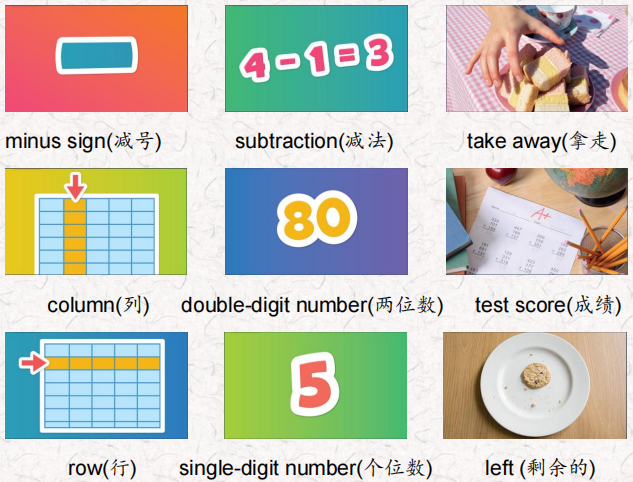 4-1=3
minus sign(减号)
subtraction(减法)
take away(拿走)
80
A+
column(列)
double-digit number(两位数)
test score(成绩)
5
row(行)
single-digit number(个位数)
left (剩余的)